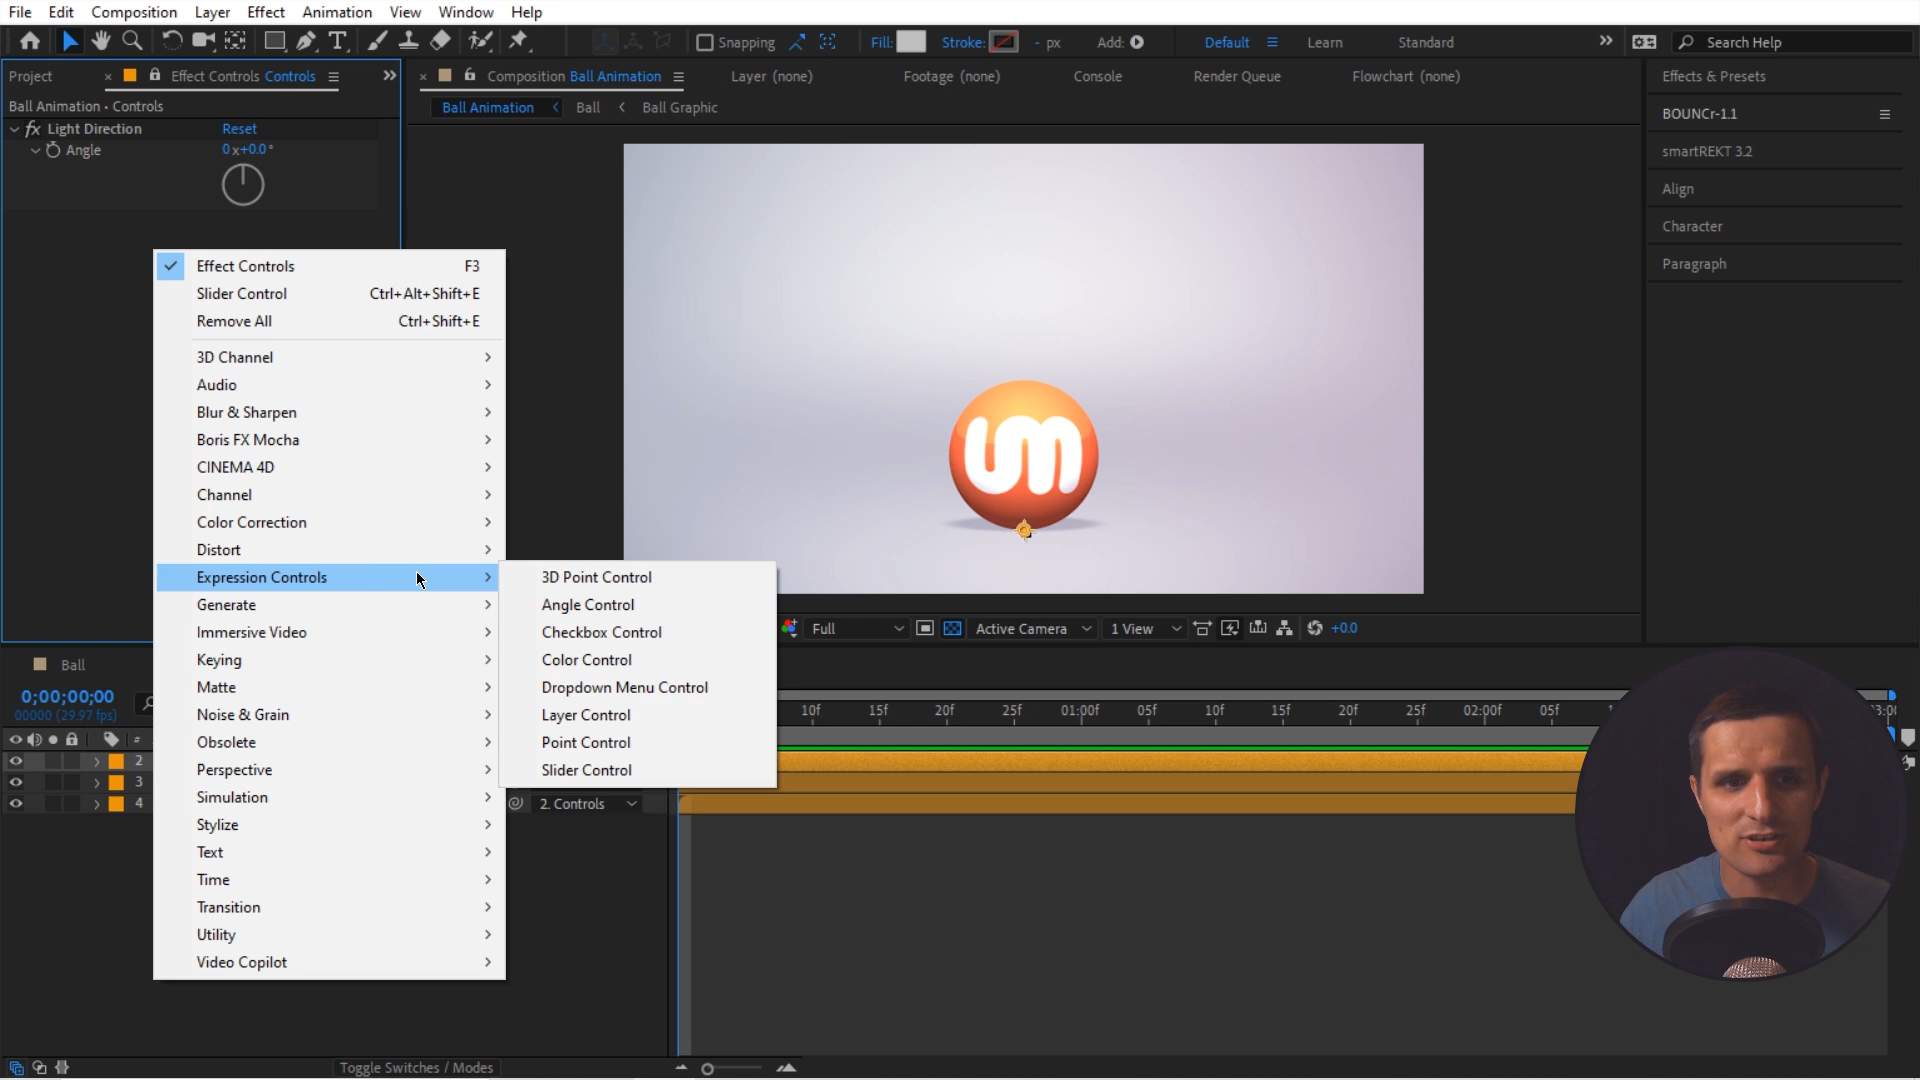 File Edit Composition Layer Effect Animation View Window Help
Snapping Fill: Stroke: - px Add: Default Learn Standard Search Help
Project Effect Controls Controls
Composition Ball Animation Layer (none) Footage (none) Console Render Queue Flowchart (none)
Effects & Presets
Ball Animation • Controls
Ball Animation Ball Ball Graphic
BOUNCr-1.1
fx Light Direction Reset
Angle 0x+0.0°
smartREKT 3.2
Align
Character
Paragraph
Effect Controls F3
Slider Control Ctrl+Alt+Shift+E
Remove All Ctrl+Shift+E
3D Channel
Audio
Blur & Sharpen
Boris FX Mocha
CINEMA 4D
Channel
Color Correction
Distort
Expression Controls
Generate
Immersive Video
Keying
Matte
Noise & Grain
Obsolete
Perspective
Simulation
Stylize
Text
Time
Transition
Utility
Video Copilot
3D Point Control
Angle Control
Checkbox Control
Color Control
Dropdown Menu Control
Layer Control
Point Control
Slider Control
Full Active Camera 1 View +0.0
Ball
0;00;00;00
00000 (29.97 fps)
10f 15f 20f 25f 01:00f 05f 10f 15f 20f 25f 02:00f 05f
#
2
3
4 2. Controls
Toggle Switches / Modes